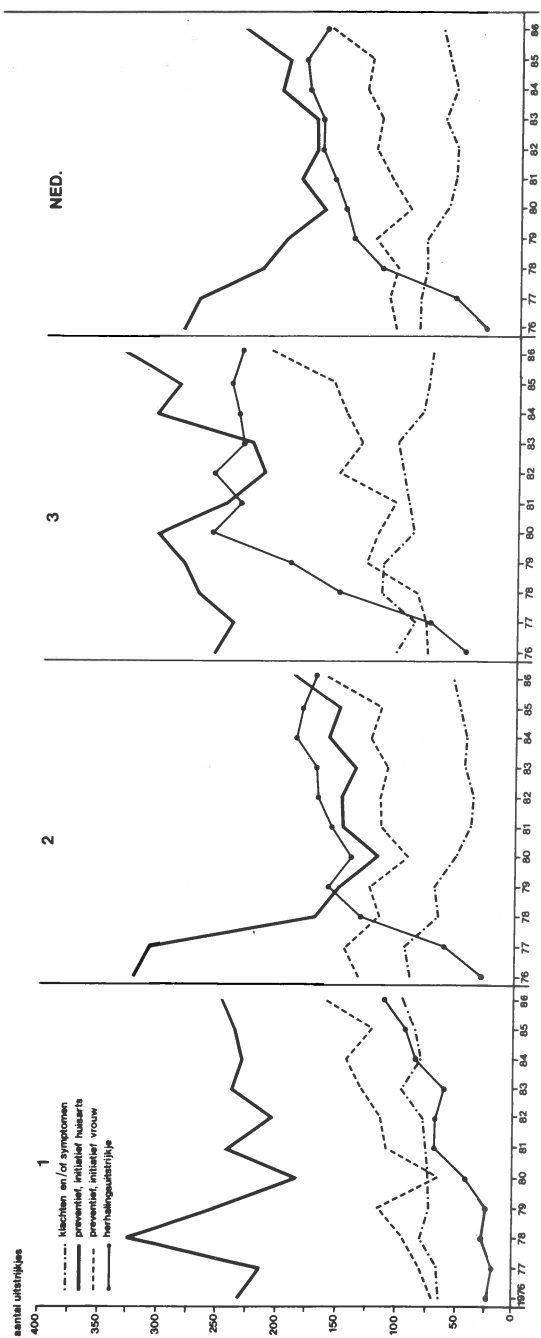 aantal uitstrijkjes
400
350
300
250
200
150
100
50
0
1
klachten en/of symptomen
preventief, initiatief huisarts
preventief, initiatief vrouw
herhalingsuitstrijkje
1976 77 78 79 80 81 82 83 84 85 86
2
76 77 78 79 80 81 82 83 84 85 86
3
76 77 78 79 80 81 82 83 84 85 86
NED.
76 77 78 79 80 81 82 83 84 85 86